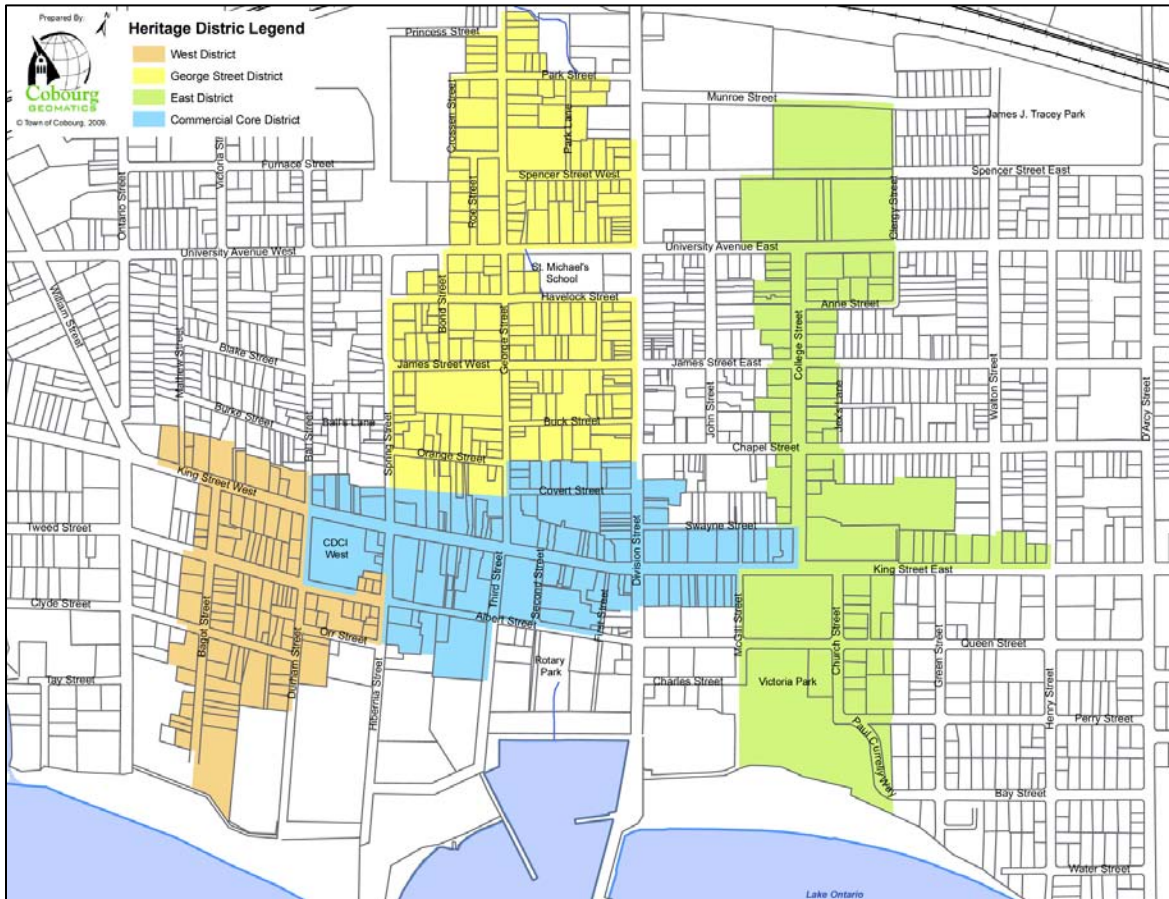 Prepared By:
Cobourg
GEOMATICS
© Town of Cobourg, 2009.
Heritage Distric Legend
West District
George Street District
East District
Commercial Core District
Princess Street
Park Street
Munroe Street
James J. Tracey Park
Crossen Street
Park Lane
Victoria Str
Furnace Street
Spencer Street West
Spencer Street East
Ontario Street
Roe Street
Clergy Street
University Avenue West
University Avenue East
St. Michael's
School
Havelock Street
Anne Street
William Street
Bond Street
George Street
College Street
Blake Street
James Street West
James Street East
Mathew Street
John Street
Jex's Lane
Walton Street
D'Arcy Street
Burke Street
Ball's Lane
Buck Street
Chapel Street
Ball Street
Spring Street
Orange Street
King Street West
Covert Street
Tweed Street
CDCI
West
Swayne Street
Division Street
King Street East
Third Street
Second Street
Clyde Street
Albert Street
First Street
McGill Street
Church Street
Orr Street
Queen Street
Bagot Street
Durham Street
Rotary
Park
Green Street
Tay Street
Hibernia Street
Charles Street
Victoria Park
Henry Street
Perry Street
Paul Currelly Way
Bay Street
Water Street
Lake Ontario